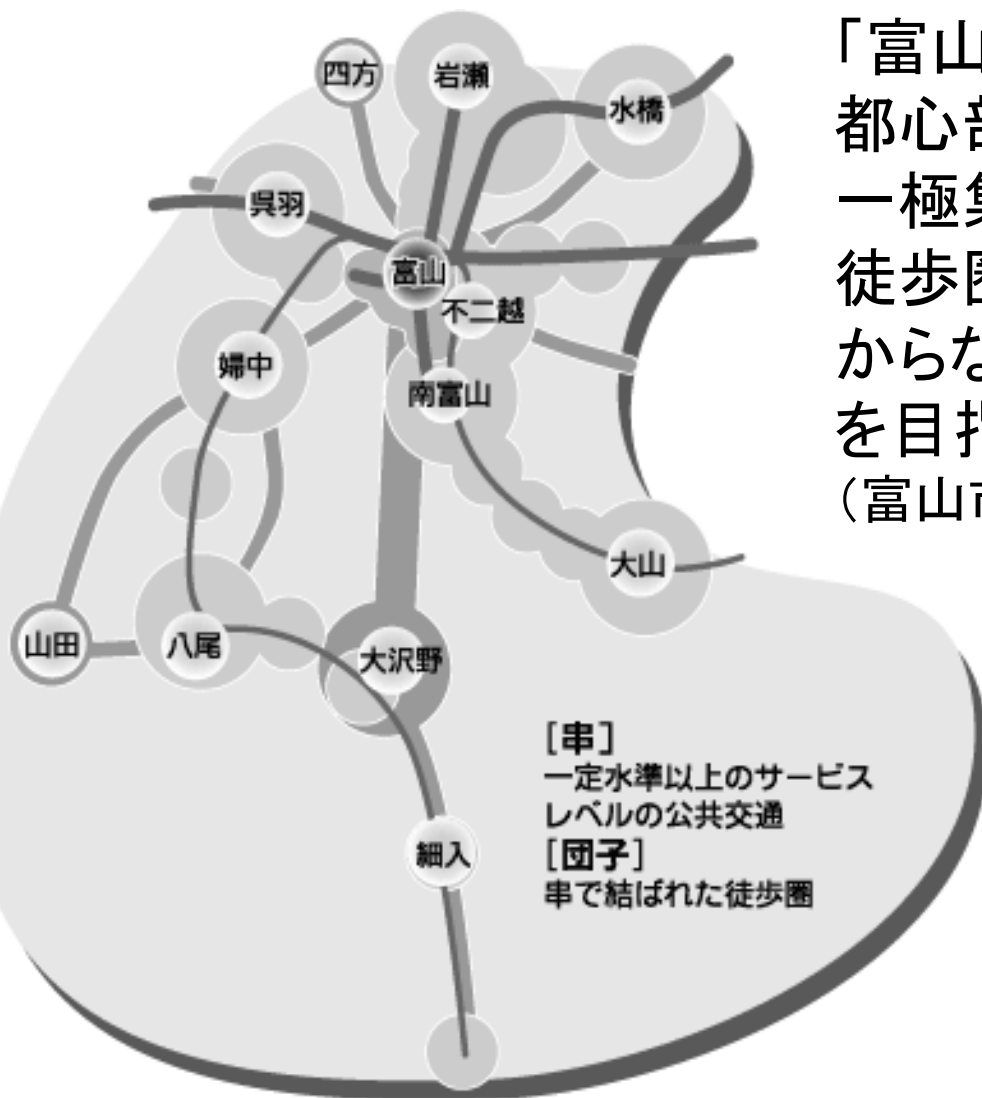 四方
岩瀬
水橋
呉羽
富山
不二越
婦中
南富山
大山
山田
八尾
大沢野
細入
[串]
一定水準以上のサービス
レベルの公共交通
[団子]
串で結ばれた徒歩圏
「富山
都心部
一極集
徒歩圏
からな
を目指
(富山市